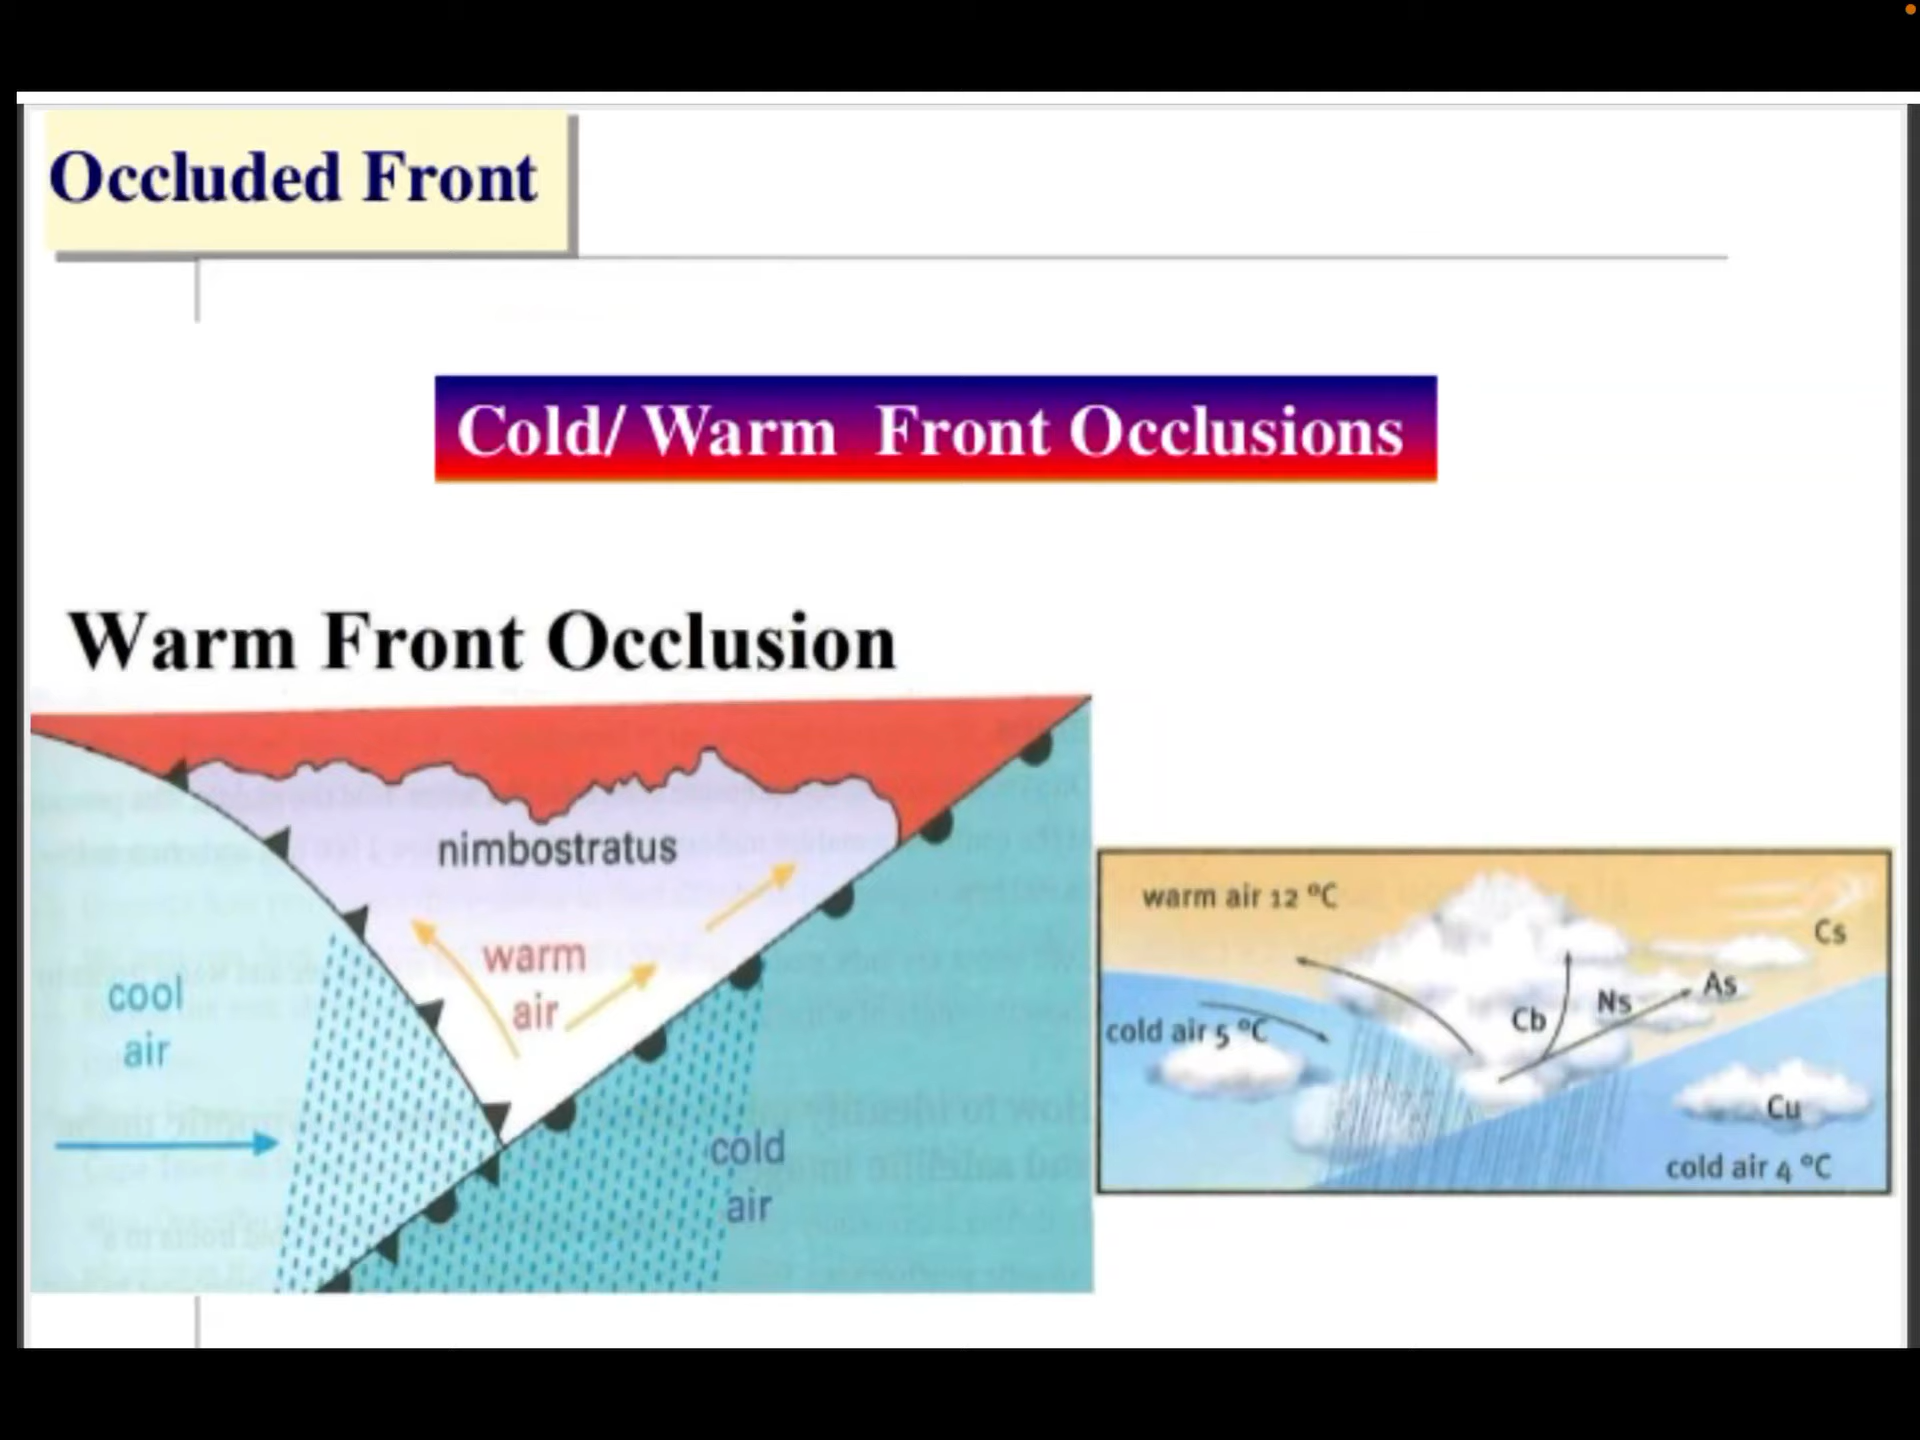 Occluded Front
Cold/ Warm Front Occlusions
Warm Front Occlusion
nimbostratus
warm
air
cool
air
cold
air
warm air 12 °C
Cs
As
Ns
Cb
cold air 5 °C
Cu
cold air 4 °C